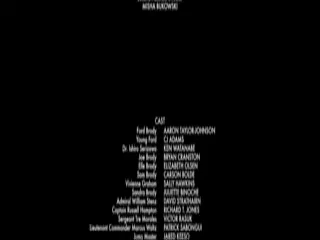 MISHA BUKOWSKI
CAST
Ford Brody AARON TAYLOR-JOHNSON
Young Ford CJ ADAMS
Dr. Ishiro Serizawa KEN WATANABE
Joe Brody BRYAN CRANSTON
Elle Brody ELIZABETH OLSEN
Sam Brody CARSON BOLDE
Vivienne Graham SALLY HAWKINS
Sandra Brody JULIETTE BINOCHE
Admiral William Stenz DAVID STRATHAIRN
Captain Russell Hampton RICHARD T. JONES
Sergeant Tre Morales VICTOR RASUK
Lieutenant Commander Marcus Waltz PATRICK SABONGUI
Jump Master JARED KEESO